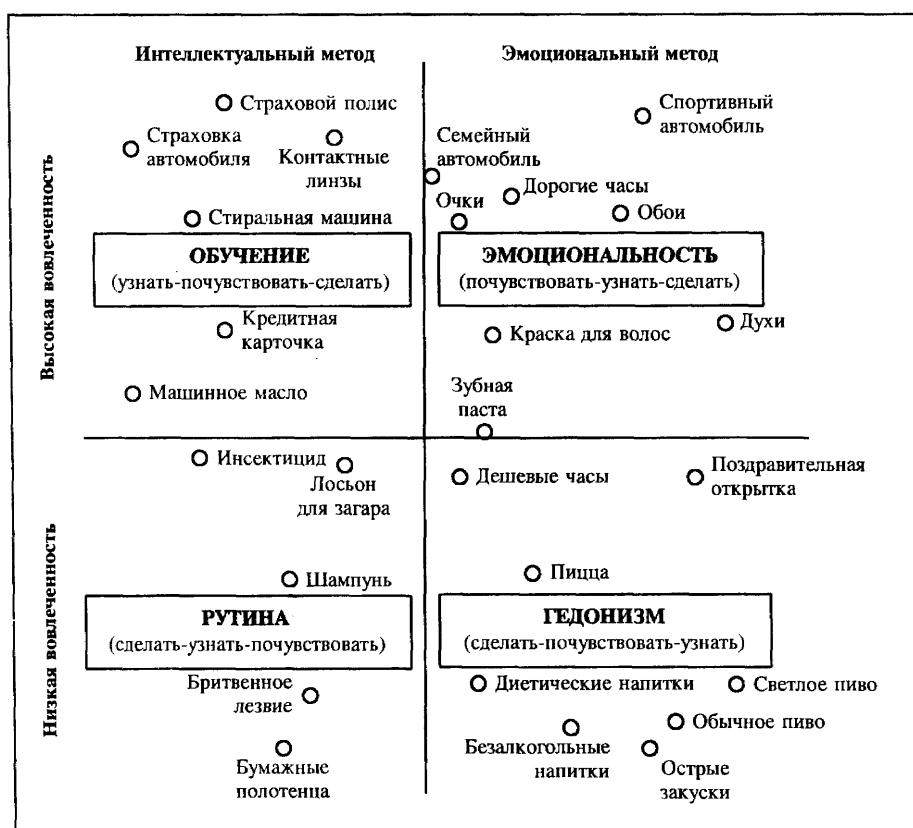 Интеллектуальный метод
Эмоциональный метод
Высокая вовлеченность
Страховой полис
Страховка
автомобиля
Контактные
линзы
Стиральная машина
ОБУЧЕНИЕ
(узнать-почувствовать-сделать)
Кредитная
карточка
Машинное масло
Спортивный
автомобиль
Семейный
автомобиль
Дорогие часы
Очки
Обои
ЭМОЦИОНАЛЬНОСТЬ
(почувствовать-узнать-сделать)
Духи
Краска для волос
Зубная
паста
Низкая вовлеченность
Инсектицид
Лосьон
для загара
Шампунь
РУТИНА
(сделать-узнать-почувствовать)
Бритвенное
лезвие
Бумажные
полотенца
Дешевые часы
Поздравительная
открытка
Пицца
ГЕДОНИЗМ
(сделать-почувствовать-узнать)
Диетические напитки
Светлое пиво
Обычное пиво
Безалкогольные
напитки
Острые
закуски